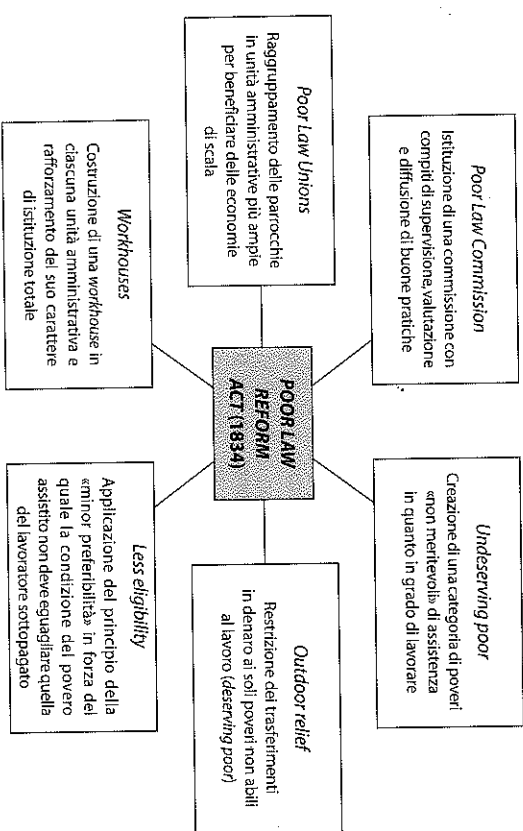 Poor Law Commission
Istituzione di una commissione con
compiti di supervisione, valutazione
e diffusione di buone pratiche
Undeserving poor
Creazione di una categoria di poveri
«non meritevoli» di assistenza
in quanto in grado di lavorare
Poor Law Unions
Raggruppamento delle parrocchie
in unità amministrative più ampie
per beneficiare delle economie
di scala
POOR LAW
REFORM
ACT (1834)
Outdoor relief
Restrizione dei trasferimenti
in denaro ai soli poveri non abili
al lavoro (deserving poor)
Workhouses
Costruzione di una workhouse in
ciascuna unità amministrativa e
rafforzamento del suo carattere
di istituzione totale
Less eligibility
Applicazione del principio della
«minor preferibilità» in forza del
quale la condizione del povero
assistito non deve eguagliare quella
del lavoratore sottopagato